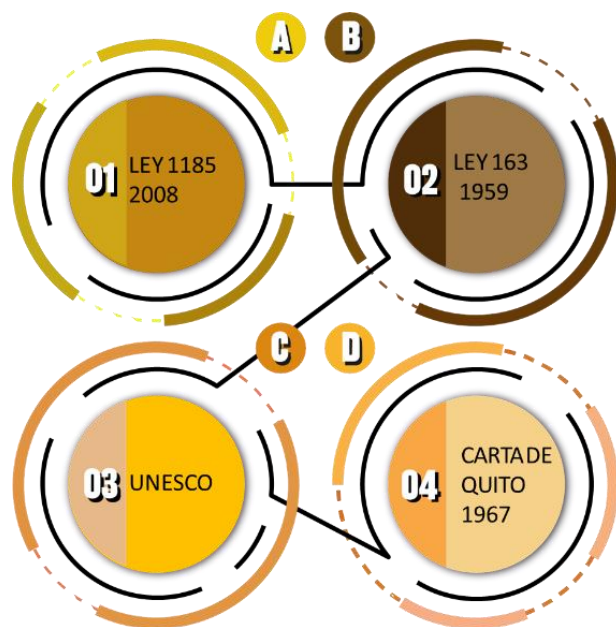 A
B
01
LEY 1185
2008
02
LEY 163
1959
C
D
03
UNESCO
04
CARTA DE
QUITO
1967